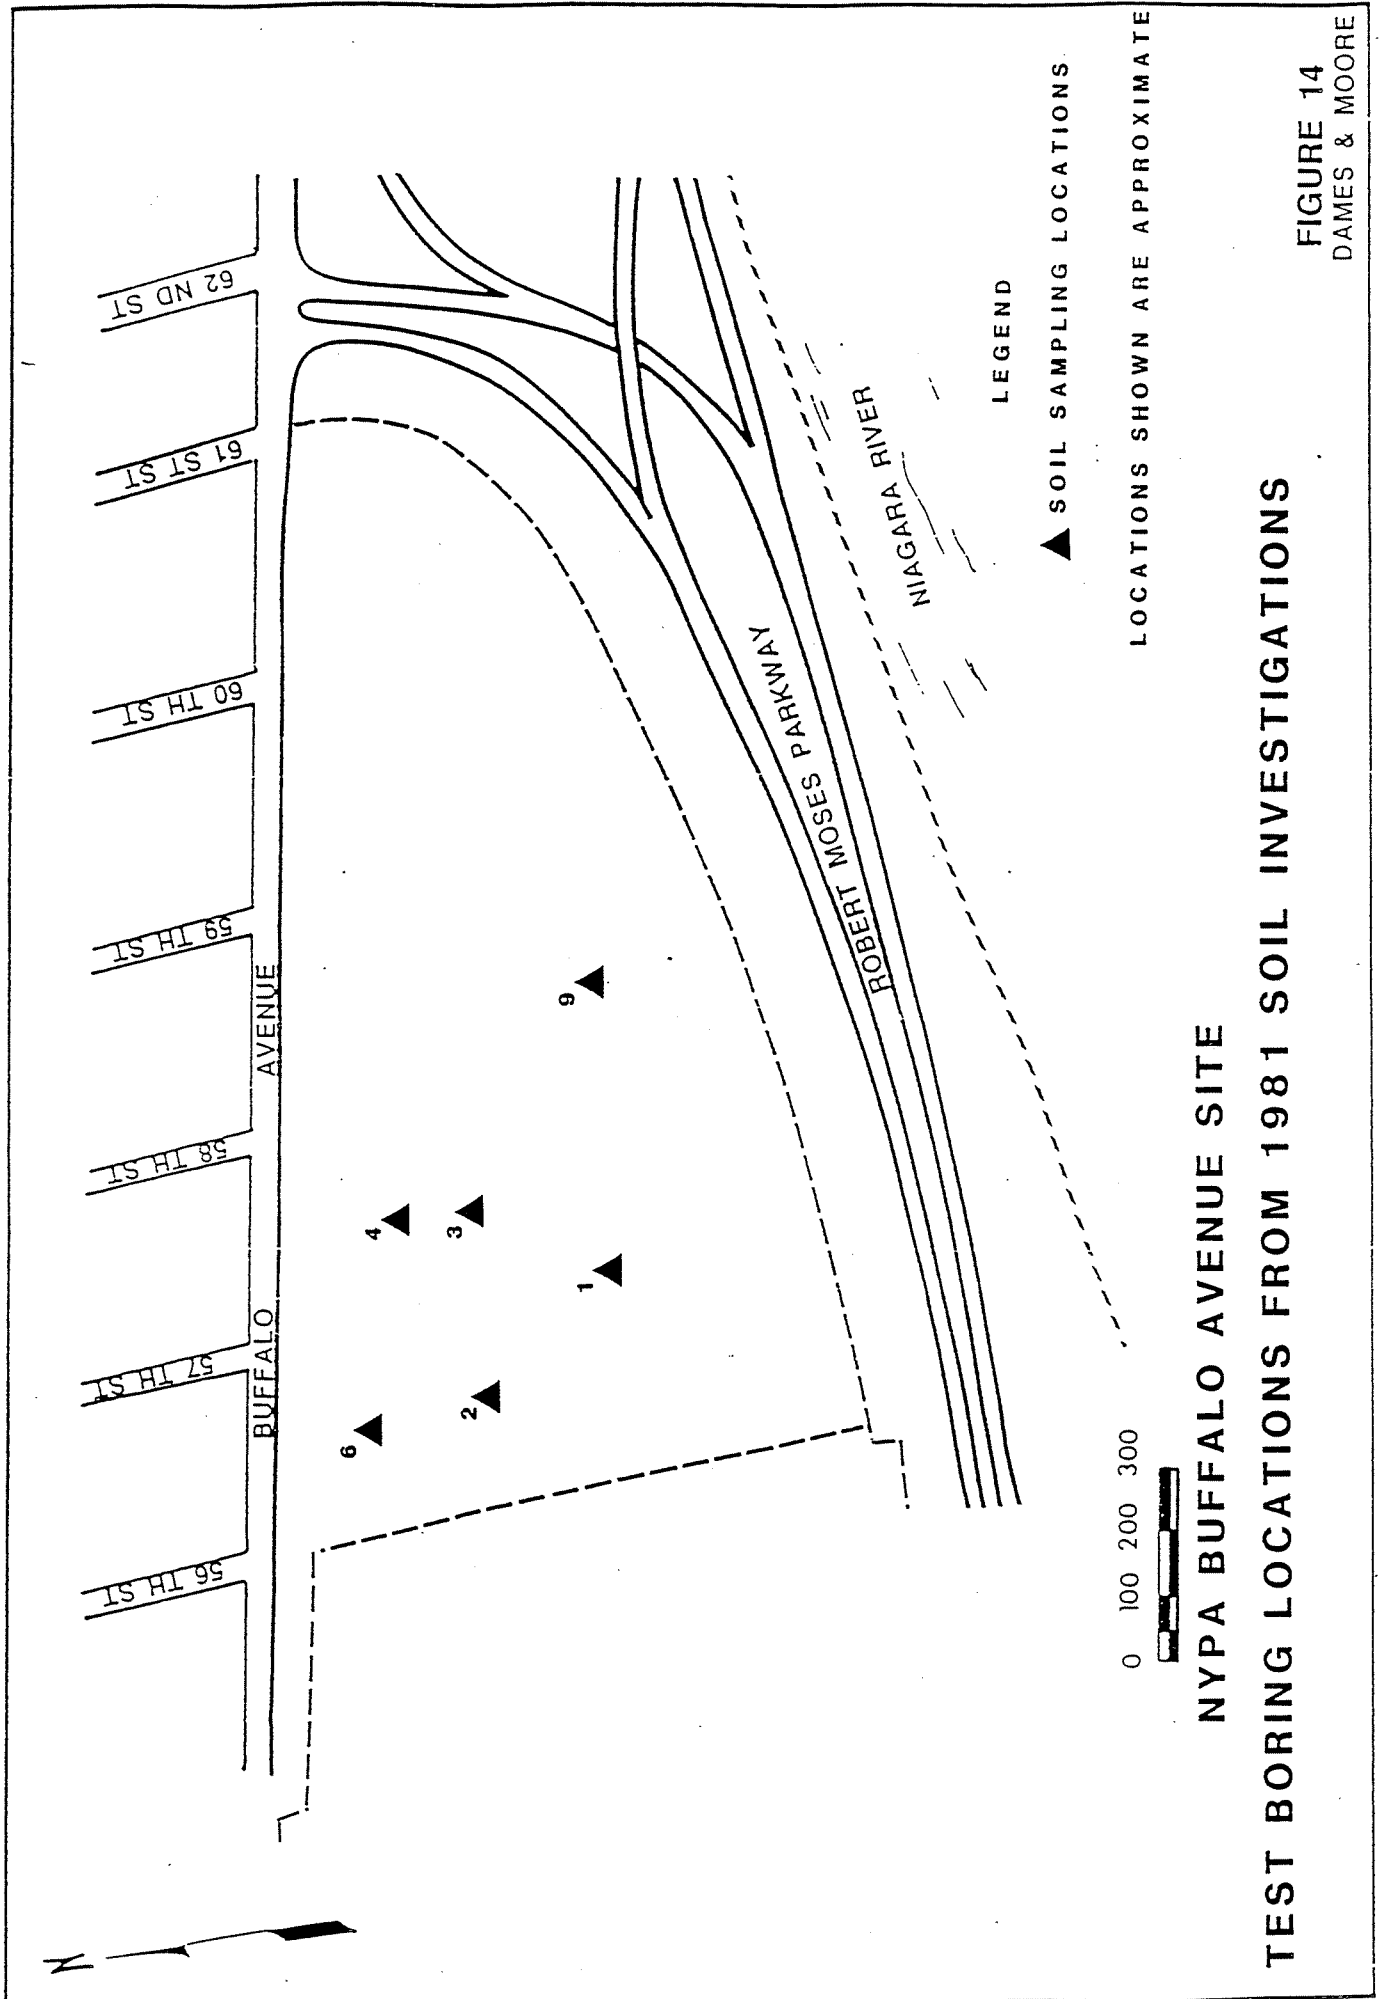 N
56 TH ST
57 TH ST
58 TH ST
59 TH ST
60 TH ST
61 ST ST
62 ND ST
BUFFALO AVENUE
6
4
3
2
9
1
ROBERT MOSES PARKWAY
NIAGARA RIVER
LEGEND
SOIL SAMPLING LOCATIONS
LOCATIONS SHOWN ARE APPROXIMATE
0 100 200 300
NYPA BUFFALO AVENUE SITE
TEST BORING LOCATIONS FROM 1981 SOIL INVESTIGATIONS
FIGURE 14
DAMES & MOORE